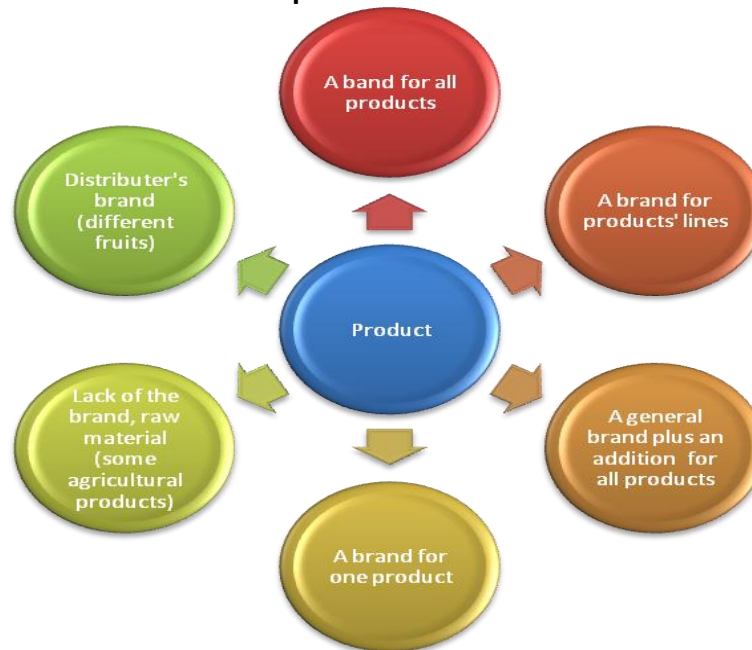 A band for all
products
A brand for
products' lines
A general
brand plus an
addition for
all products
A brand for
one product
Lack of the
brand, raw
material
(some
agricultural
products)
Distributer's
brand
(different
fruits)
Product